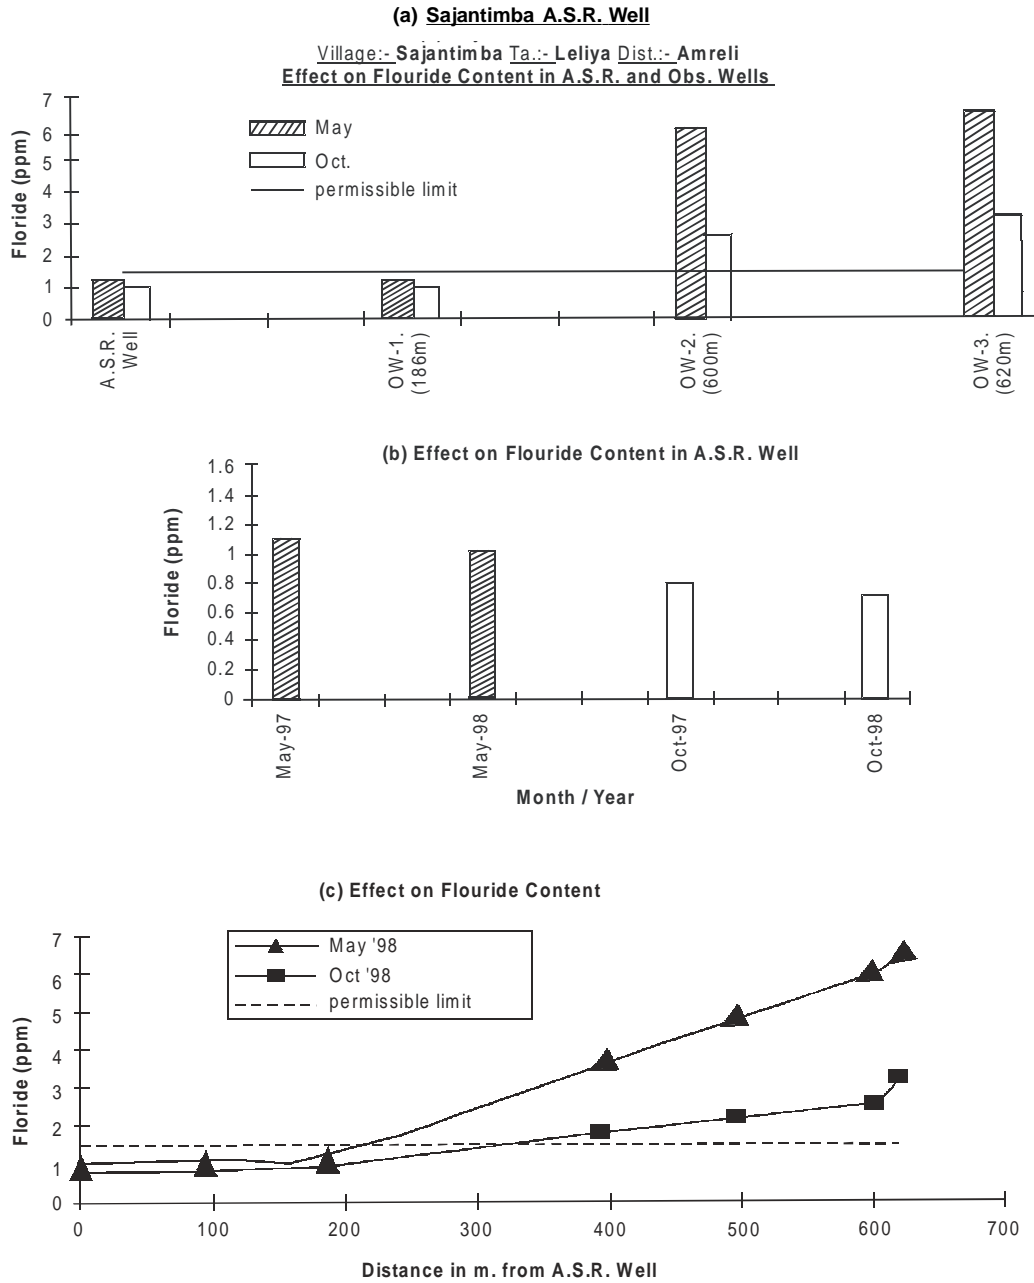 (a) Sajantimba A.S.R. Well
Village:- Sajantimba Ta.:- Leliya Dist.:- Amreli
Effect on Flouride Content in A.S.R. and Obs. Wells
Floride (ppm)
7
6
5
4
3
2
1
0
May
Oct.
permissible limit
A.S.R.
Well
OW-1.
(186m)
OW-2.
(600m)
OW-3.
(620m)
(b) Effect on Flouride Content in A.S.R. Well
Floride (ppm)
1.6
1.4
1.2
1
0.8
0.6
0.4
0.2
0
May-97
May-98
Oct-97
Oct-98
Month / Year
(c) Effect on Flouride Content
Floride (ppm)
7
6
5
4
3
2
1
0
May '98
Oct '98
permissible limit
0 100 200 300 400 500 600 700
Distance in m. from A.S.R. Well